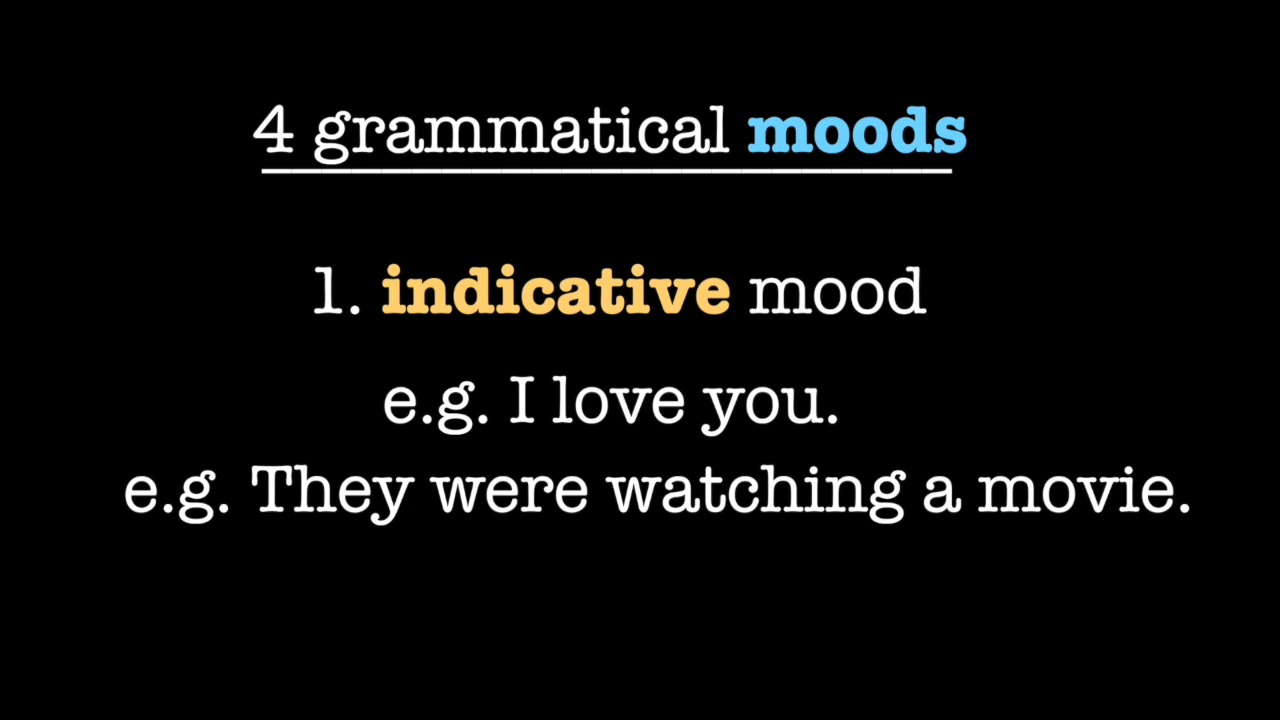 4 grammatical moods
1. indicative mood
e.g. I love you.
e.g. They were watching a movie.